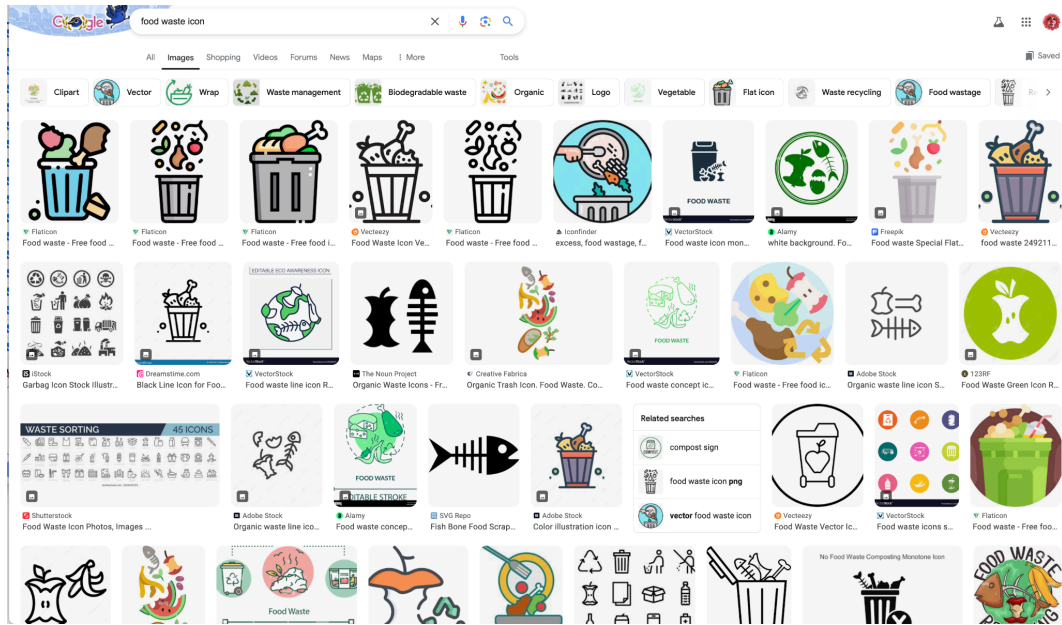 Google
food waste icon
All Images Shopping Videos Forums News Maps More Tools
Saved
Clipart Vector Wrap Waste management Biodegradable waste Organic Logo Vegetable Flat icon Waste recycling Food wastage
FOOD WASTE
Flaticon
Food waste - Free food ...
Flaticon
Food waste - Free food ...
Flaticon
Food waste - Free food i...
Vecteezy
Food Waste Icon Ve...
Flaticon
Food waste - Free food ...
Iconfinder
excess, food wastage, f...
VectorStock
Food waste icon mon...
Alamy
white background. Fo...
Freepik
Food waste Special Flat...
Vecteezy
food waste 249211...
EDITABLE ECO AWARENESS ICON
FOOD WASTE
iStock
Garbag Icon Stock Illustr...
Dreamstime.com
Black Line Icon for Foo...
VectorStock
Food waste line icon R...
The Noun Project
Organic Waste Icons - Fr...
Creative Fabrica
Organic Trash Icon. Food Waste. Co...
VectorStock
Food waste concept ic...
Flaticon
Food waste - Free food ic...
Adobe Stock
Organic waste line icon S...
123RF
Food Waste Green Icon R...
WASTE SORTING
45 ICONS
FOOD WASTE
EDITABLE STROKE
Related searches
compost sign
food waste icon png
vector food waste icon
Shutterstock
Food Waste Icon Photos, Images ...
Adobe Stock
Organic waste line ico...
Alamy
Food waste concep...
SVG Repo
Fish Bone Food Scrap...
Adobe Stock
Color illustration icon ...
Vecteezy
Food Waste Vector Ic...
VectorStock
Food waste icons s...
Flaticon
Food waste - Free foo...
Food Waste
No Food Waste Composting Monotone Icon
FOOD WASTE